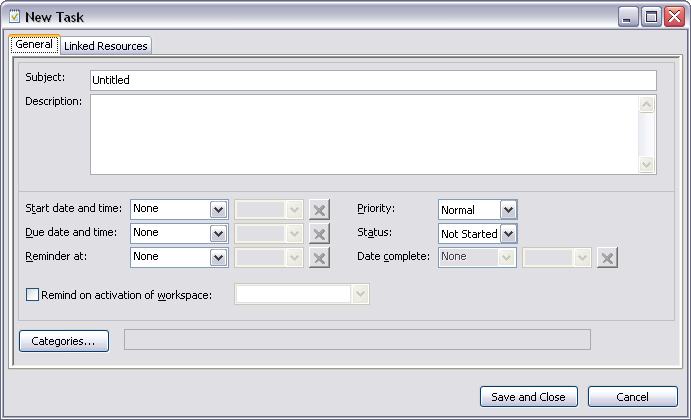 New Task
General Linked Resources
Subject: Untitled
Description:
Start date and time: None Priority: Normal
Due date and time: None Status: Not Started
Reminder at: None Date complete: None
Remind on activation of workspace:
Categories...
Save and Close Cancel